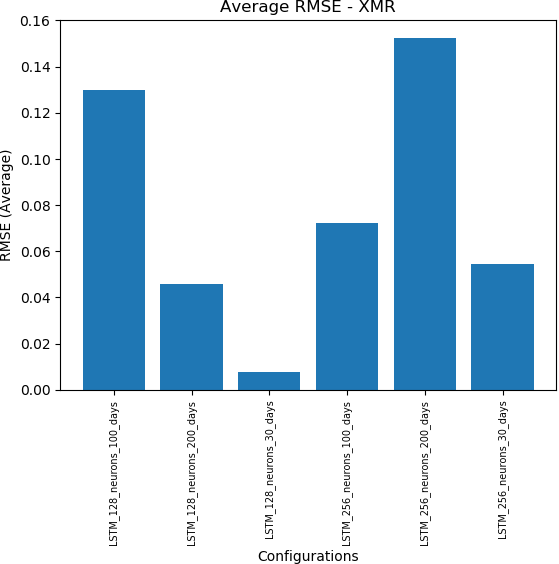 Average RMSE - XMR
RMSE (Average)
0.16
0.14
0.12
0.10
0.08
0.06
0.04
0.02
0.00
LSTM_128_neurons_100_days
LSTM_128_neurons_200_days
LSTM_128_neurons_30_days
LSTM_256_neurons_100_days
LSTM_256_neurons_200_days
LSTM_256_neurons_30_days
Configurations